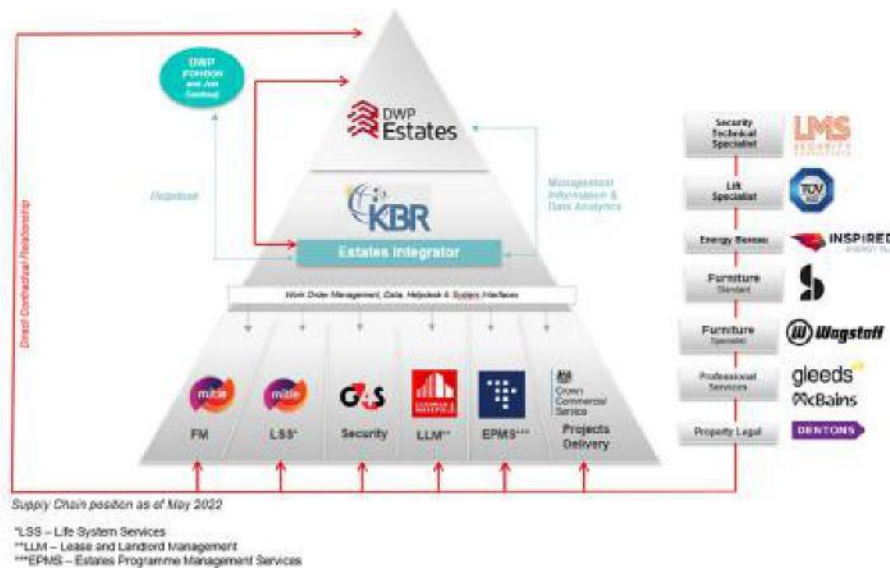 DWP
DWP
Estates
Helpdesk
Management
Information &
Data Analytics
Direct Contractual Relationship
KBR
Estates Integrator
Work Order Management, Data, Helpdesk & System Interfaces
mitie
FM
mitie
LSS*
G4S
Security
LLM**
EPMS***
Crown
Commercial
Service
Projects
Delivery
Security
Technical
Specialist
LMS
SECURITY
Lift
Specialist
TÜV
Energy Bureau
INSPIRED
Furniture
Standard
Furniture
Specialist
Wagstaff
Professional
Services
gleeds
McBains
Property Legal
DENTONS
Supply Chain position as of May 2022
*LSS – Life System Services
**LLM – Lease and Landlord Management
***EPMS – Estates Programme Management Services